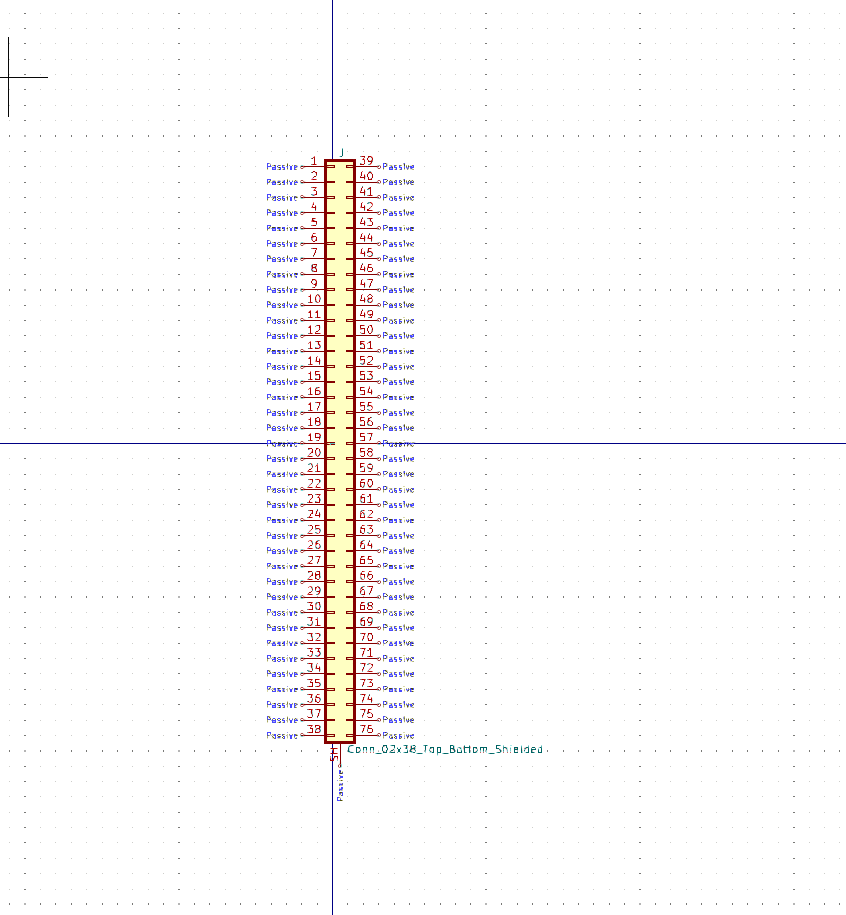 J
Passive 1 39 Passive
Passive 2 40 Passive
Passive 3 41 Passive
Passive 4 42 Passive
Passive 5 43 Passive
Passive 6 44 Passive
Passive 7 45 Passive
Passive 8 46 Passive
Passive 9 47 Passive
Passive 10 48 Passive
Passive 11 49 Passive
Passive 12 50 Passive
Passive 13 51 Passive
Passive 14 52 Passive
Passive 15 53 Passive
Passive 16 54 Passive
Passive 17 55 Passive
Passive 18 56 Passive
Passive 19 57 Passive
Passive 20 58 Passive
Passive 21 59 Passive
Passive 22 60 Passive
Passive 23 61 Passive
Passive 24 62 Passive
Passive 25 63 Passive
Passive 26 64 Passive
Passive 27 65 Passive
Passive 28 66 Passive
Passive 29 67 Passive
Passive 30 68 Passive
Passive 31 69 Passive
Passive 32 70 Passive
Passive 33 71 Passive
Passive 34 72 Passive
Passive 35 73 Passive
Passive 36 74 Passive
Passive 37 75 Passive
Passive 38 76 Passive
SH
Conn_02x38_Top_Bottom_Shielded
Passive